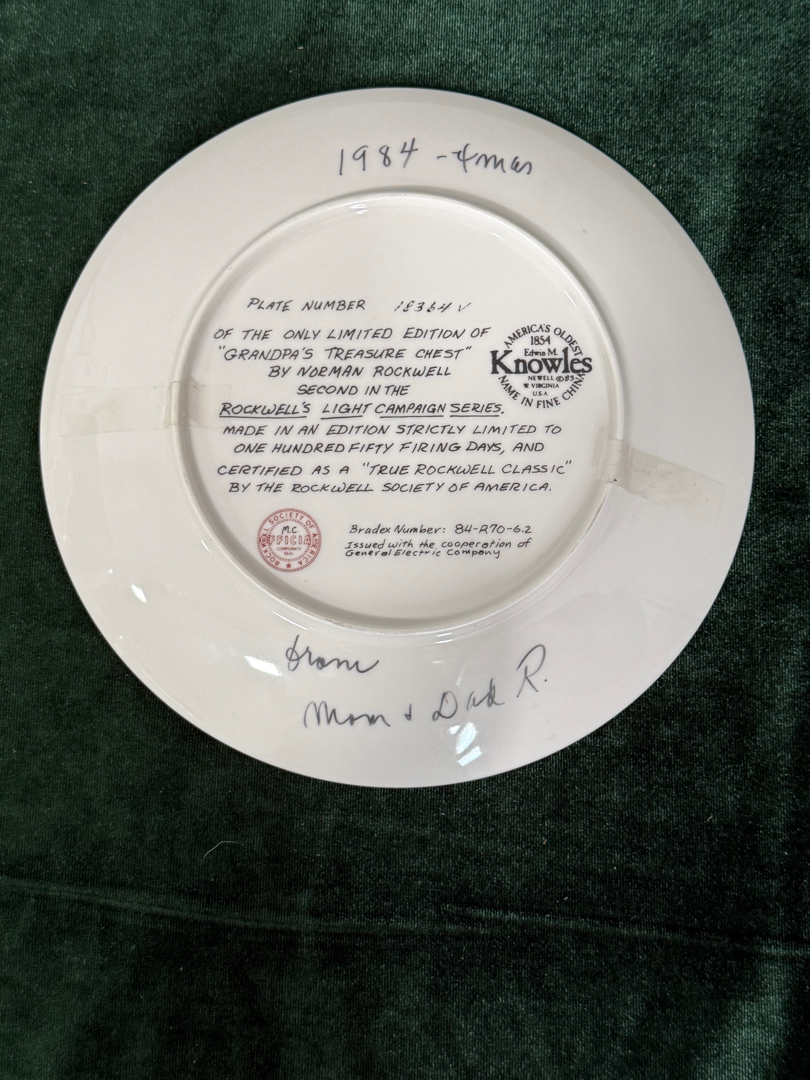 1984 - Xmas
PLATE NUMBER 18364 V
OF THE ONLY LIMITED EDITION OF
"GRANDPA'S TREASURE CHEST"
BY NORMAN ROCKWELL
SECOND IN THE
ROCKWELL'S LIGHT CAMPAIGN SERIES.
MADE IN AN EDITION STRICTLY LIMITED TO
ONE HUNDRED FIFTY FIRING DAYS, AND
CERTIFIED AS A "TRUE ROCKWELL CLASSIC"
BY THE ROCKWELL SOCIETY OF AMERICA.
AMERICA'S OLDEST
1854
Edwin M.
Knowles
NEWELL ©83
W VIRGINIA
U.S.A
NAME IN FINE CHINA
ROCKWELL SOCIETY OF AMERICA
M.C.
OFFICIAL
CORPORATE
SEAL
Bradex Number: 84-R70-6.2
Issued with the cooperation of
General Electric Company
from
Mom & Dad R.